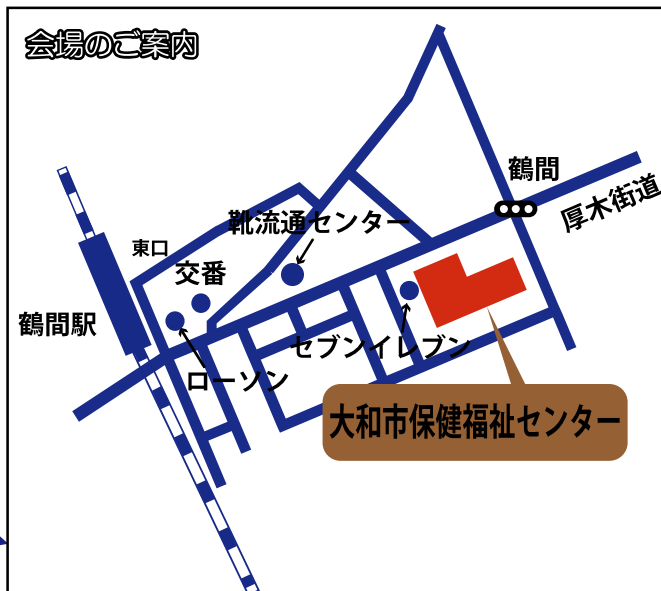 会場のご案内
鶴間
厚木街道
靴流通センター
東口
交番
鶴間駅
セブンイレブン
ローソン
大和市保健福祉センター